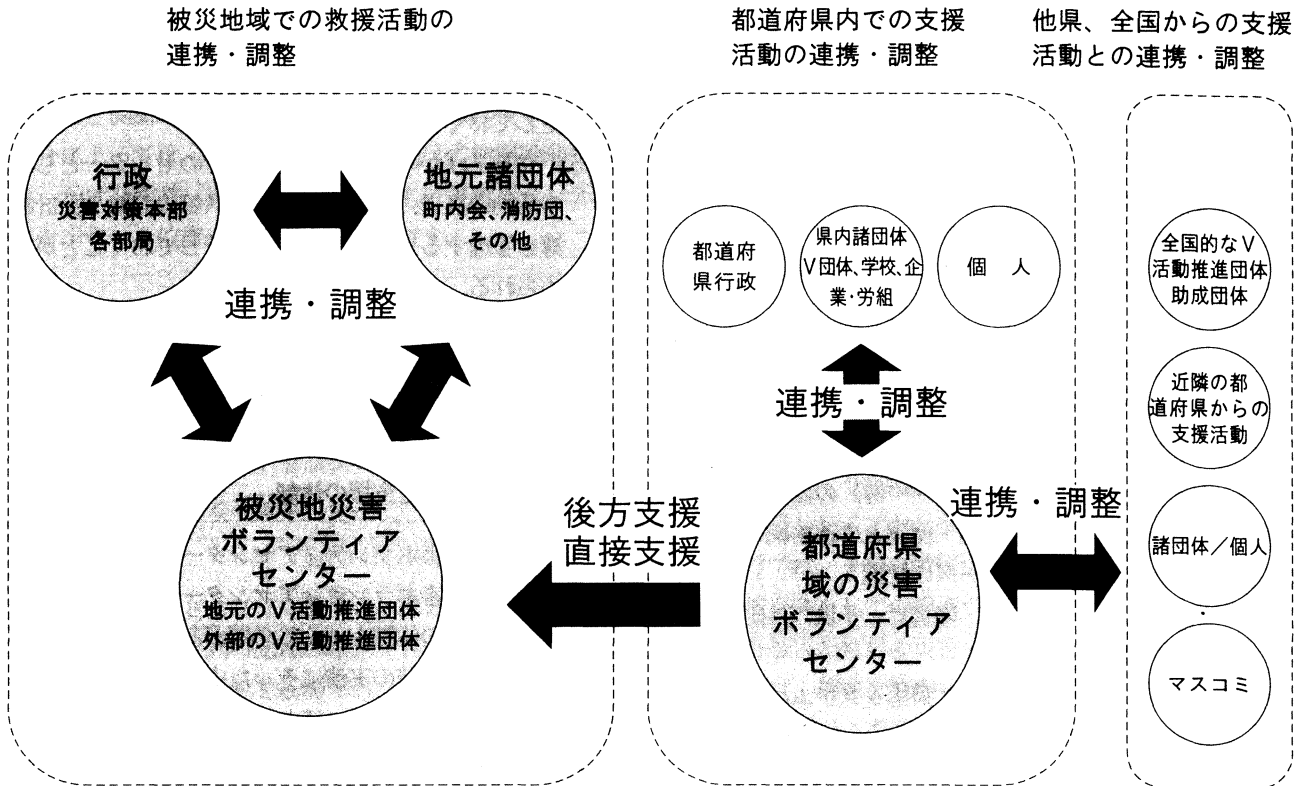 被災地域での救援活動の
連携・調整
行政
災害対策本部
各部局
地元諸団体
町内会、消防団、
その他
連携・調整
被災地災害
ボランティア
センター
地元のV活動推進団体
外部のV活動推進団体
後方支援
直接支援
都道府県内での支援
活動の連携・調整
都道府
県行政
県内諸団体
V団体、学校、企
業・労組
個 人
連携・調整
都道府県
域の災害
ボランティア
センター
連携・調整
他県、全国からの支援
活動との連携・調整
全国的なV
活動推進団体
助成団体
近隣の都
道府県からの
支援活動
諸団体／個人
マスコミ